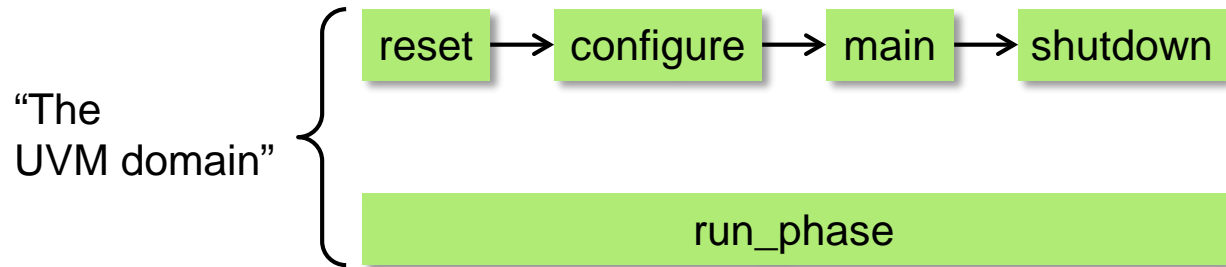 reset configure main shutdown
“The
UVM domain”
run_phase